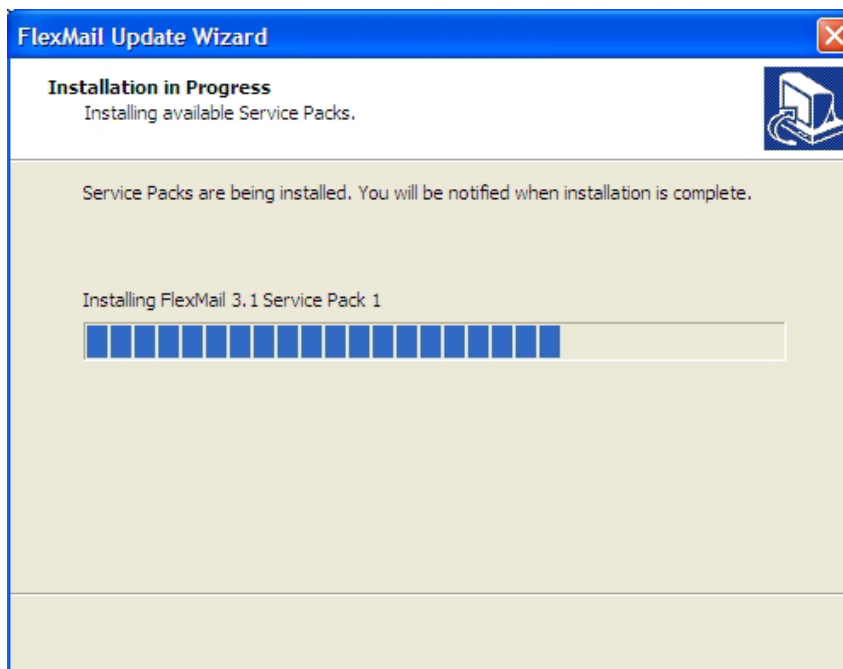 FlexMail Update Wizard
Installation in Progress
Installing available Service Packs.
Service Packs are being installed. You will be notified when installation is complete.
Installing FlexMail 3.1 Service Pack 1